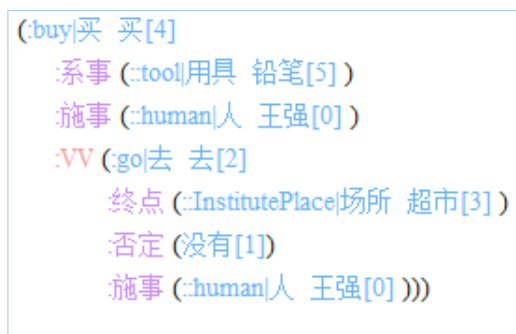 (:buy|买 买[4]
:系事 (::tool|用具 铅笔[5] )
:施事 (::human|人 王强[0] )
:VV (:go|去 去[2]
:终点 (::InstitutePlace|场所 超市[3] )
:否定 (没有[1])
:施事 (::human|人 王强[0] )))